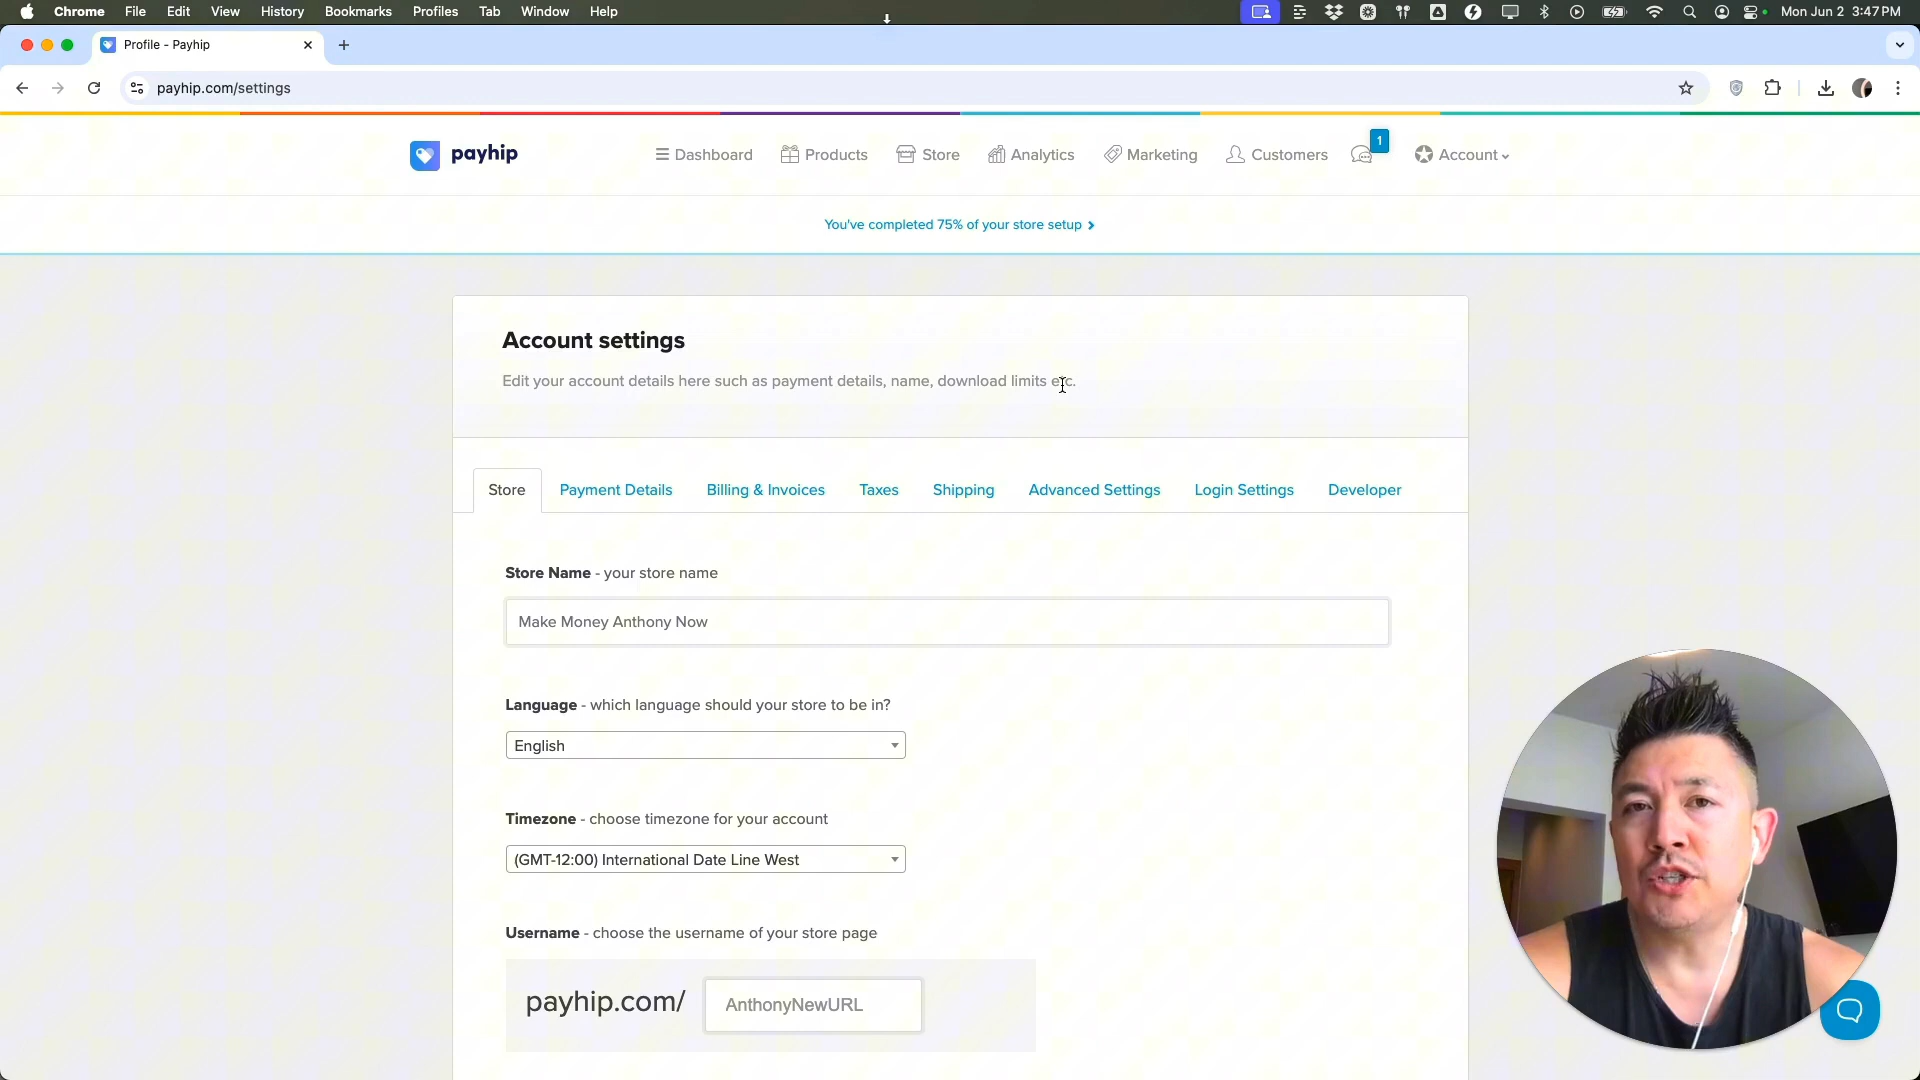 Chrome File Edit View History Bookmarks Profiles Tab Window Help Mon Jun 2 3:47 PM
Profile - Payhip
payhip.com/settings
payhip Dashboard Products Store Analytics Marketing Customers 1 Account
You've completed 75% of your store setup
Account settings
Edit your account details here such as payment details, name, download limits etc.
Store Payment Details Billing & Invoices Taxes Shipping Advanced Settings Login Settings Developer
Store Name - your store name
Make Money Anthony Now
Language - which language should your store to be in?
English
Timezone - choose timezone for your account
(GMT-12:00) International Date Line West
Username - choose the username of your store page
payhip.com/ AnthonyNewURL